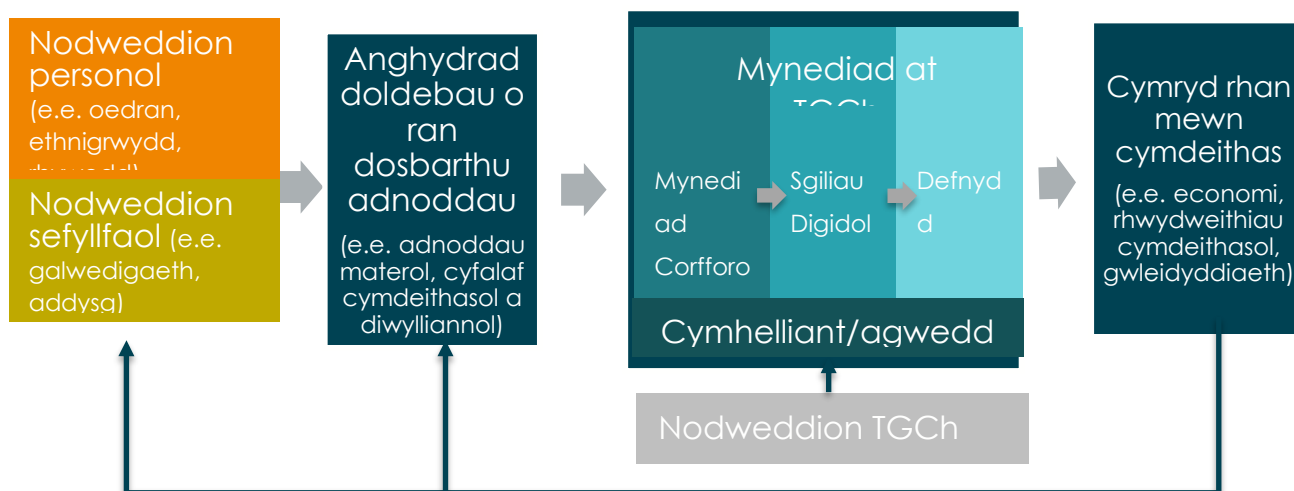 Nodweddion
personol
(e.e. oedran,
ethnigrwydd,
Nodweddion
sefyllfaol (e.e.
galwedigaeth,
addysg)
Anghydrad
doldebau o
ran
dosbarthu
adnoddau
(e.e. adnoddau
materol, cyfalaf
cymdeithasol a
diwylliannol)
Mynediad at
TGCh
Mynedi
ad
Corfforo
Sgiliau
Digidol
Defnyd
d
Cymhelliant/agwedd
Nodweddion TGCh
Cymryd rhan
mewn
cymdeithas
(e.e. economi,
rhwydweithiau
cymdeithasol,
gwleidyddiaeth)